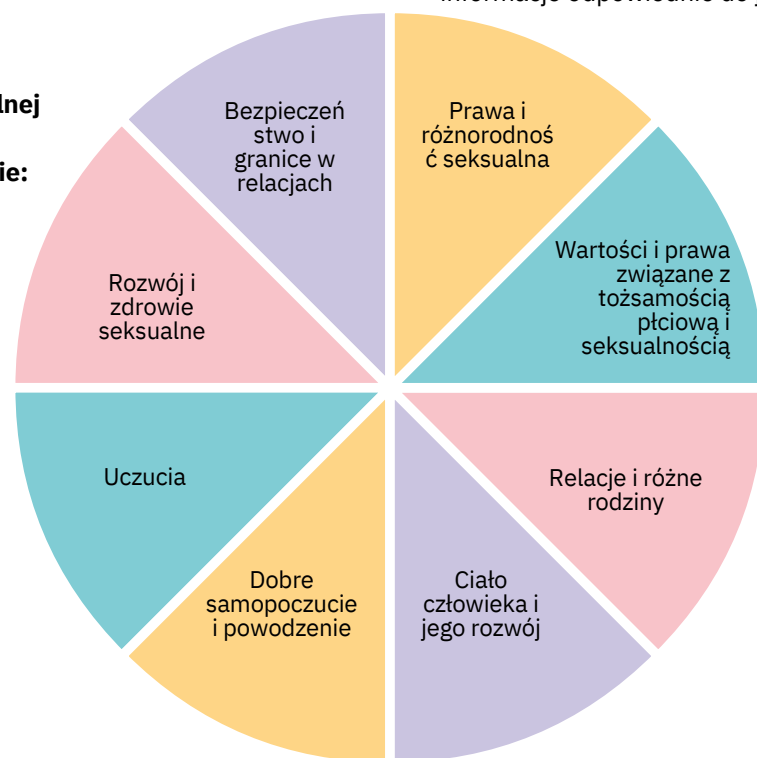 lnej
ie:
Bezpieczeń
stwo i
granice w
relacjach
Prawa i
różnorodnoś
ć seksualna
Wartości i prawa
związane z
tożsamością
płciową i
seksualnością
Relacje i różne
rodziny
Ciało
człowieka i
jego rozwój
Dobre
samopoczucie
i powodzenie
Uczucia
Rozwój i
zdrowie
seksualne